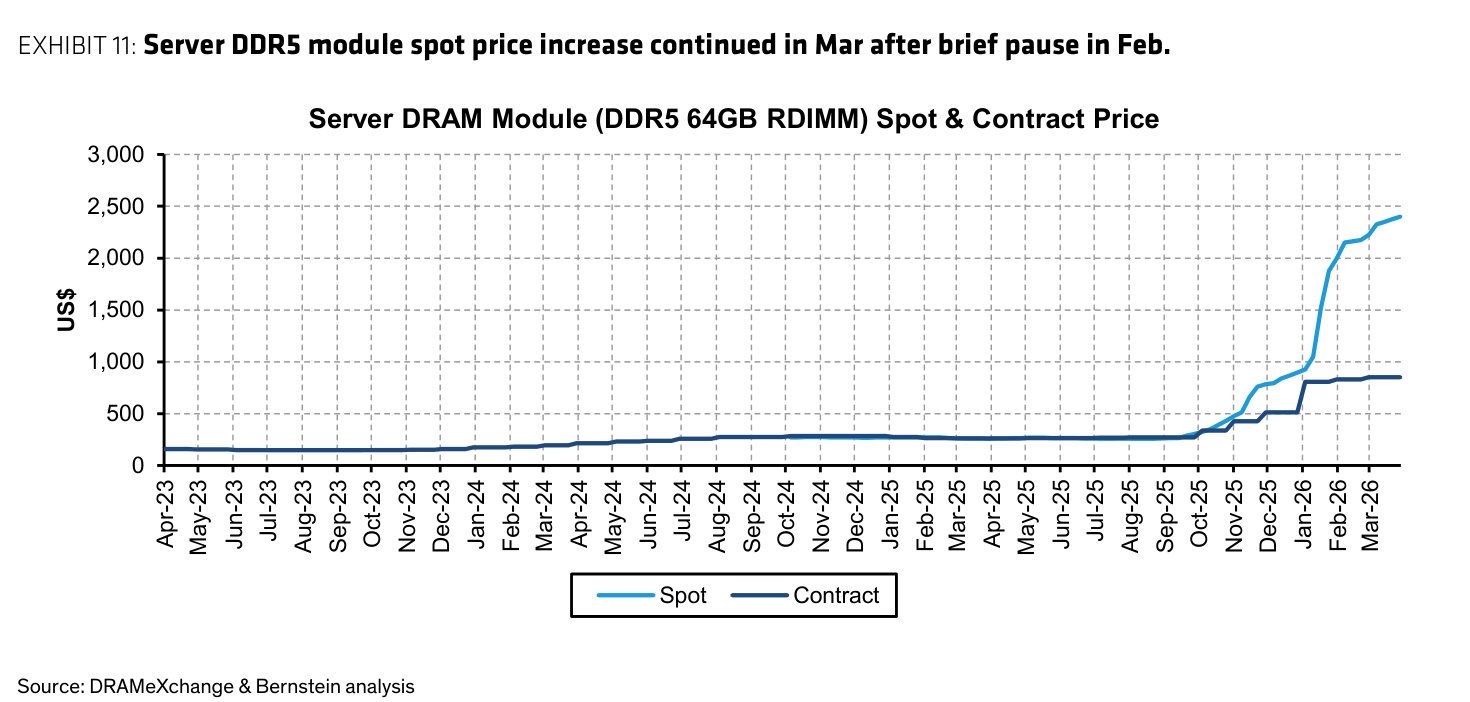 EXHIBIT 11: Server DDR5 module spot price increase continued in Mar after brief pause in Feb.
Server DRAM Module (DDR5 64GB RDIMM) Spot & Contract Price
US$
3,000
2,500
2,000
1,500
1,000
500
0
Apr-23
May-23
Jun-23
Jul-23
Aug-23
Sep-23
Oct-23
Nov-23
Dec-23
Jan-24
Feb-24
Mar-24
Apr-24
May-24
Jun-24
Jul-24
Aug-24
Sep-24
Oct-24
Nov-24
Dec-24
Jan-25
Feb-25
Mar-25
Apr-25
May-25
Jun-25
Jul-25
Aug-25
Sep-25
Oct-25
Nov-25
Dec-25
Jan-26
Feb-26
Mar-26
Spot
Contract
Source: DRAMeXchange & Bernstein analysis